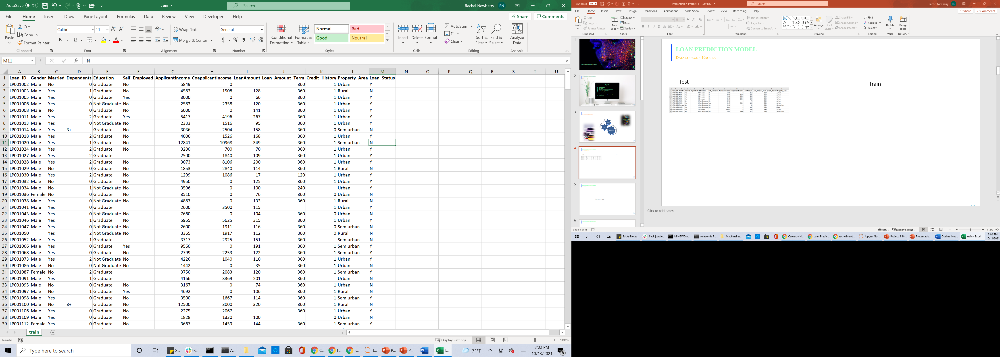 AutoSave Off train Search Rachel Newberry RN
File Home Insert Draw Page Layout Formulas Data Review View Developer Help Share Comments
Paste Cut Copy Format Painter
Calibri 11 Wrap Text Merge & Center
General
Conditional Formatting Format as Table
Normal Bad
Good Neutral
Insert Delete Format
AutoSum Fill Clear
Sort & Filter Find & Select
Analyze Data
Clipboard Font Alignment Number Styles Cells Editing Analysis
M11 fx N
A B C D E F G H I J K L M N O P Q R S T U
1 Loan_ID Gender Married Dependents Education Self_Employed ApplicantIncome CoapplicantIncome LoanAmount Loan_Amount_Term Credit_History Property_Area Loan_Status
2 LP001002 Male No 0 Graduate No 5849 0 360 1 Urban Y
3 LP001003 Male Yes 1 Graduate No 4583 1508 128 360 1 Rural N
4 LP001005 Male Yes 0 Graduate Yes 3000 0 66 360 1 Urban Y
5 LP001006 Male Yes 0 Not Graduate No 2583 2358 120 360 1 Urban Y
6 LP001008 Male No 0 Graduate No 6000 0 141 360 1 Urban Y
7 LP001011 Male Yes 2 Graduate Yes 5417 4196 267 360 1 Urban Y
8 LP001013 Male Yes 0 Not Graduate No 2333 1516 95 360 1 Urban Y
9 LP001014 Male Yes 3+ Graduate No 3036 2504 158 360 0 Semiurban N
10 LP001018 Male Yes 2 Graduate No 4006 1526 168 360 1 Urban Y
11 LP001020 Male Yes 1 Graduate No 12841 10968 349 360 1 Semiurban N
12 LP001024 Male Yes 2 Graduate No 3200 700 70 360 1 Urban Y
13 LP001027 Male Yes 2 Graduate 2500 1840 109 360 1 Urban Y
14 LP001028 Male Yes 2 Graduate No 3073 8106 200 360 1 Urban Y
15 LP001029 Male No 0 Graduate No 1853 2840 114 360 1 Rural N
16 LP001030 Male Yes 2 Graduate No 1299 1086 17 120 1 Urban Y
17 LP001032 Male No 0 Graduate No 4950 0 125 360 1 Urban Y
18 LP001034 Male No 1 Not Graduate No 3596 0 100 240 Urban Y
19 LP001036 Female No 0 Graduate No 3510 0 76 360 0 Urban N
20 LP001038 Male Yes 0 Not Graduate No 4887 0 133 360 1 Rural N
21 LP001041 Male Yes 0 Graduate 2600 3500 115 1 Urban Y
22 LP001043 Male Yes 0 Not Graduate No 7660 0 104 360 0 Urban N
23 LP001046 Male Yes 1 Graduate No 5955 5625 315 360 1 Urban Y
24 LP001047 Male Yes 0 Not Graduate No 2600 1911 116 360 0 Semiurban N
25 LP001050 Yes 2 Not Graduate No 3365 1917 112 360 0 Rural N
26 LP001052 Male Yes 1 Graduate 3717 2925 151 360 Semiurban N
27 LP001066 Male Yes 0 Graduate Yes 9560 0 191 360 1 Semiurban Y
28 LP001068 Male Yes 0 Graduate No 2799 2253 122 360 1 Semiurban Y
29 LP001073 Male Yes 2 Not Graduate No 4226 1040 110 360 1 Urban Y
30 LP001086 Male No 0 Not Graduate No 1442 0 35 360 1 Urban N
31 LP001087 Female No 2 Graduate 3750 2083 120 360 1 Semiurban Y
32 LP001091 Male Yes 1 Graduate 4166 3369 201 360 Urban N
33 LP001095 Male No 0 Graduate No 3167 0 74 360 1 Urban N
34 LP001097 Male No 1 Graduate Yes 4692 0 106 360 1 Rural N
35 LP001098 Male Yes 0 Graduate No 3500 1667 114 360 1 Semiurban Y
36 LP001100 Male No 3+ Graduate No 12500 3000 320 360 1 Rural N
37 LP001106 Male Yes 0 Graduate No 2275 2067 360 1 Urban Y
38 LP001109 Male Yes 0 Graduate No 1828 1330 100 0 Urban N
39 LP001112 Female Yes 0 Graduate No 3667 1459 144 360 1 Semiurban Y
train
Ready Display Settings 100%
Type here to search S... S... A... C... L... r... J... P... P... t... 71°F 3:02 PM
10/13/2021 8
AutoSave On Presentation_Project_4 - Saving... Search Rachel Newberry RN
File Home Insert Draw Design Transitions Animations Slide Show Review View Recording Help Share Comments
Paste Cut Copy Format Painter
New Slide Layout Reset Section
Text Direction Align Text Convert to SmartArt
Arrange Quick Styles Shape Fill Shape Outline Shape Effects
Find Replace Select
Dictate Design Ideas
Clipboard Slides Font Paragraph Drawing Editing Voice Designer
1
2
3
4
5
6
LOAN PREDICTION MODEL
DATA SOURCE – KAGGLE
Test
Train
Click to add notes
Slide 4 of 16 Notes Display Settings 112%
Sticky Notes Slack | proje... MINGW64:/... Anaconda P... MachineLea... Careers – Ni... Loan Predic... rachellnewb... Jupyter Not... Project_1_Pr... Presentatio... Outline_Not... train - Excel 3:02 PM
10/13/2021